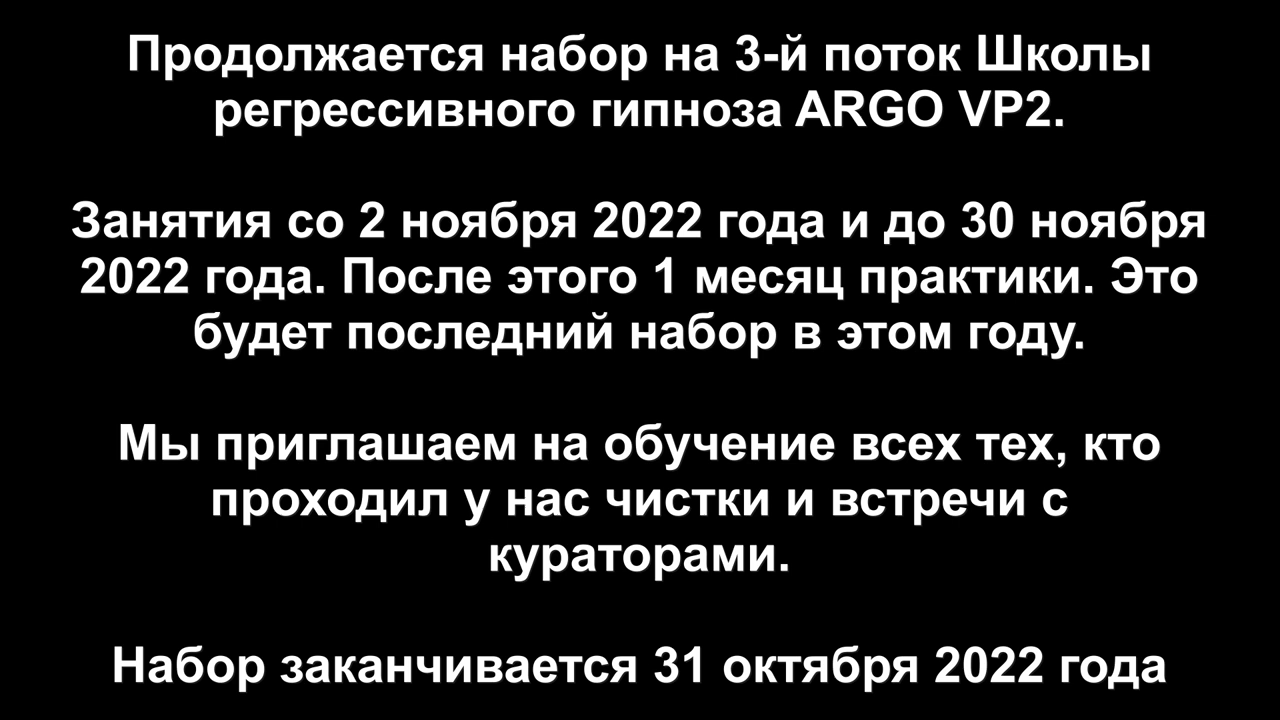 Продолжается набор на 3-й поток Школы
регрессивного гипноза ARGO VP2.
Занятия со 2 ноября 2022 года и до 30 ноября
2022 года. После этого 1 месяц практики. Это
будет последний набор в этом году.
Мы приглашаем на обучение всех тех, кто
проходил у нас чистки и встречи с
кураторами.
Набор заканчивается 31 октября 2022 года